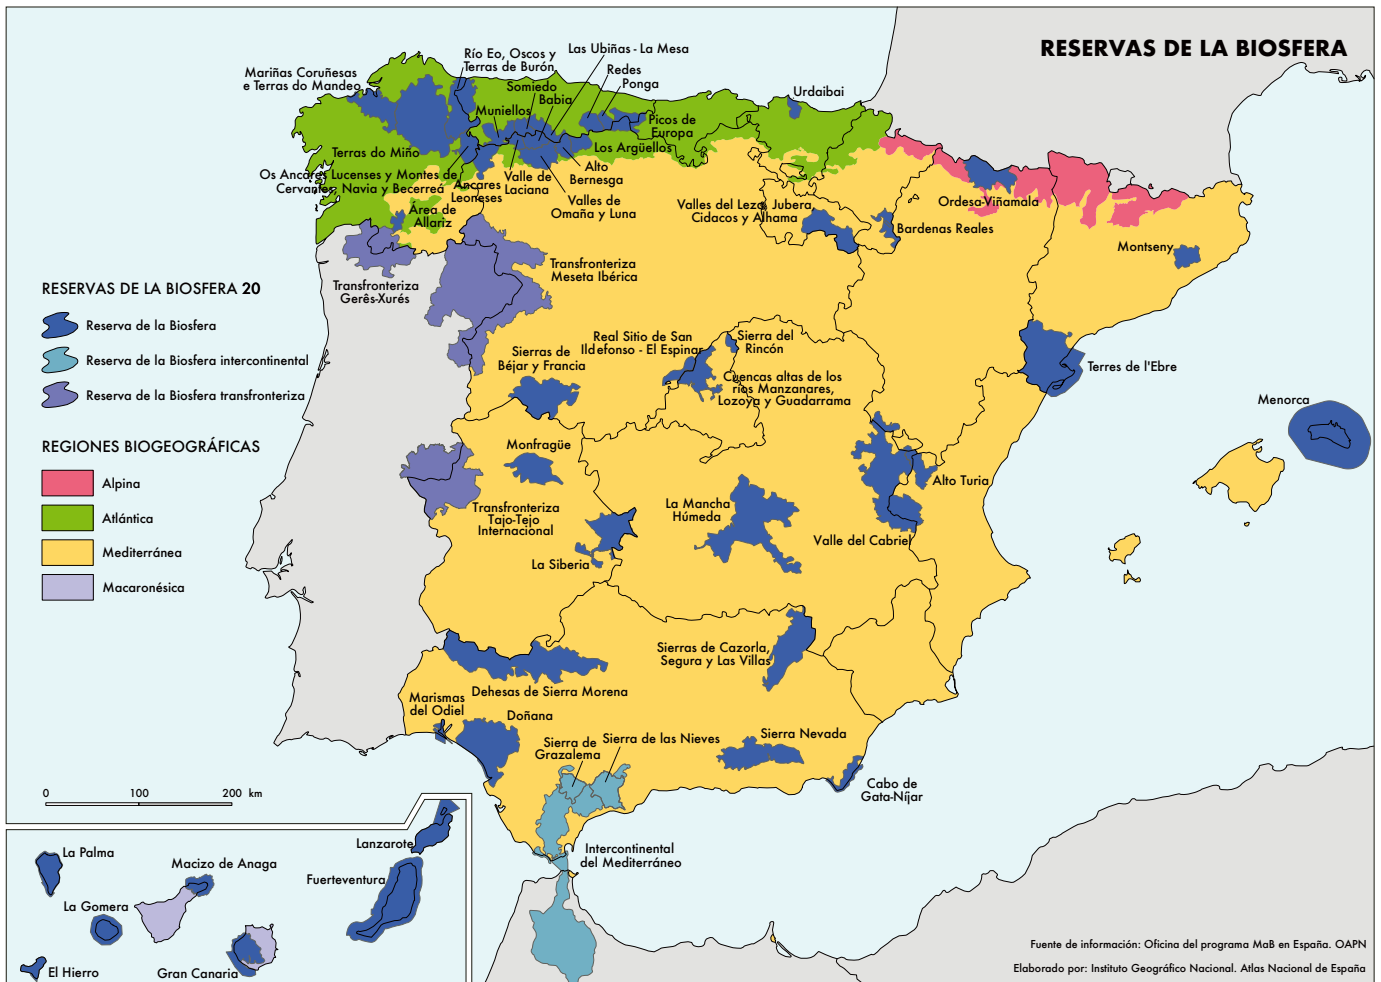 RESERVAS DE LA BIOSFERA
Mariñas Coruñesas
e Terras do Mandeo
Río Eo, Oscos y
Terras de Burón
Las Ubiñas - La Mesa
Redes
Ponga
Somiedo
Babia
Muniellos
Picos de
Europa
Urdaibai
Terras do Miño
Los Argüellos
Os Ancares Lucenses y Montes de
Cervantes, Navia y Becerreá
Ancares
Leoneses
Valle de
Laciana
Alto
Bernesga
Valles de
Omaña y Luna
Área de
Allariz
Valles del Leza, Jubera,
Cidacos y Alhama
Bardenas Reales
Ordesa-Viñamala
Montseny
Transfronteriza
Gerês-Xurés
Transfronteriza
Meseta Ibérica
RESERVAS DE LA BIOSFERA 20
Reserva de la Biosfera
Reserva de la Biosfera intercontinental
Reserva de la Biosfera transfronteriza
REGIONES BIOGEOGRÁFICAS
Alpina
Atlántica
Mediterránea
Macaronésica
Sierras de
Béjar y Francia
Real Sitio de San
Ildefonso - El Espinar
Sierra del
Rincón
Cuencas altas de los
ríos Manzanares,
Lozoya y Guadarrama
Terres de l'Ebre
Menorca
Monfragüe
Transfronteriza
Tajo-Tejo
Internacional
La Siberia
La Mancha
Húmeda
Alto Turia
Valle del Cabriel
Sierras de Cazorla,
Segura y Las Villas
Dehesas de Sierra Morena
Marismas
del Odiel
Doñana
Sierra de
Grazalema
Sierra de las Nieves
Sierra Nevada
Cabo de
Gata-Níjar
Intercontinental
del Mediterráneo
0 100 200 km
La Palma
Macizo de Anaga
Lanzarote
Fuerteventura
La Gomera
El Hierro
Gran Canaria
Fuente de información: Oficina del programa MaB en España. OAPN
Elaborado por: Instituto Geográfico Nacional. Atlas Nacional de España